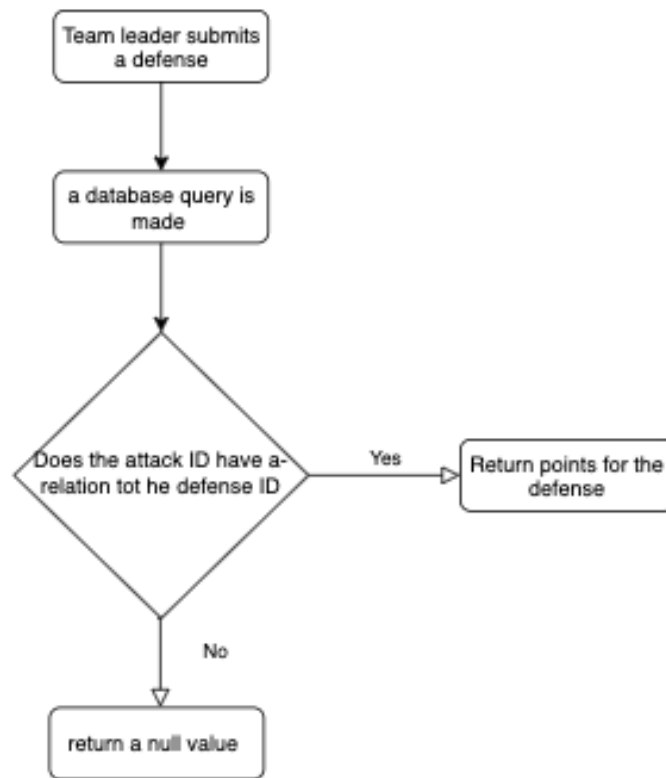 Team leader submits
a defense
a database query is
made
Does the attack ID have a-
relation tot he defense ID
Yes
Return points for the
defense
No
return a null value